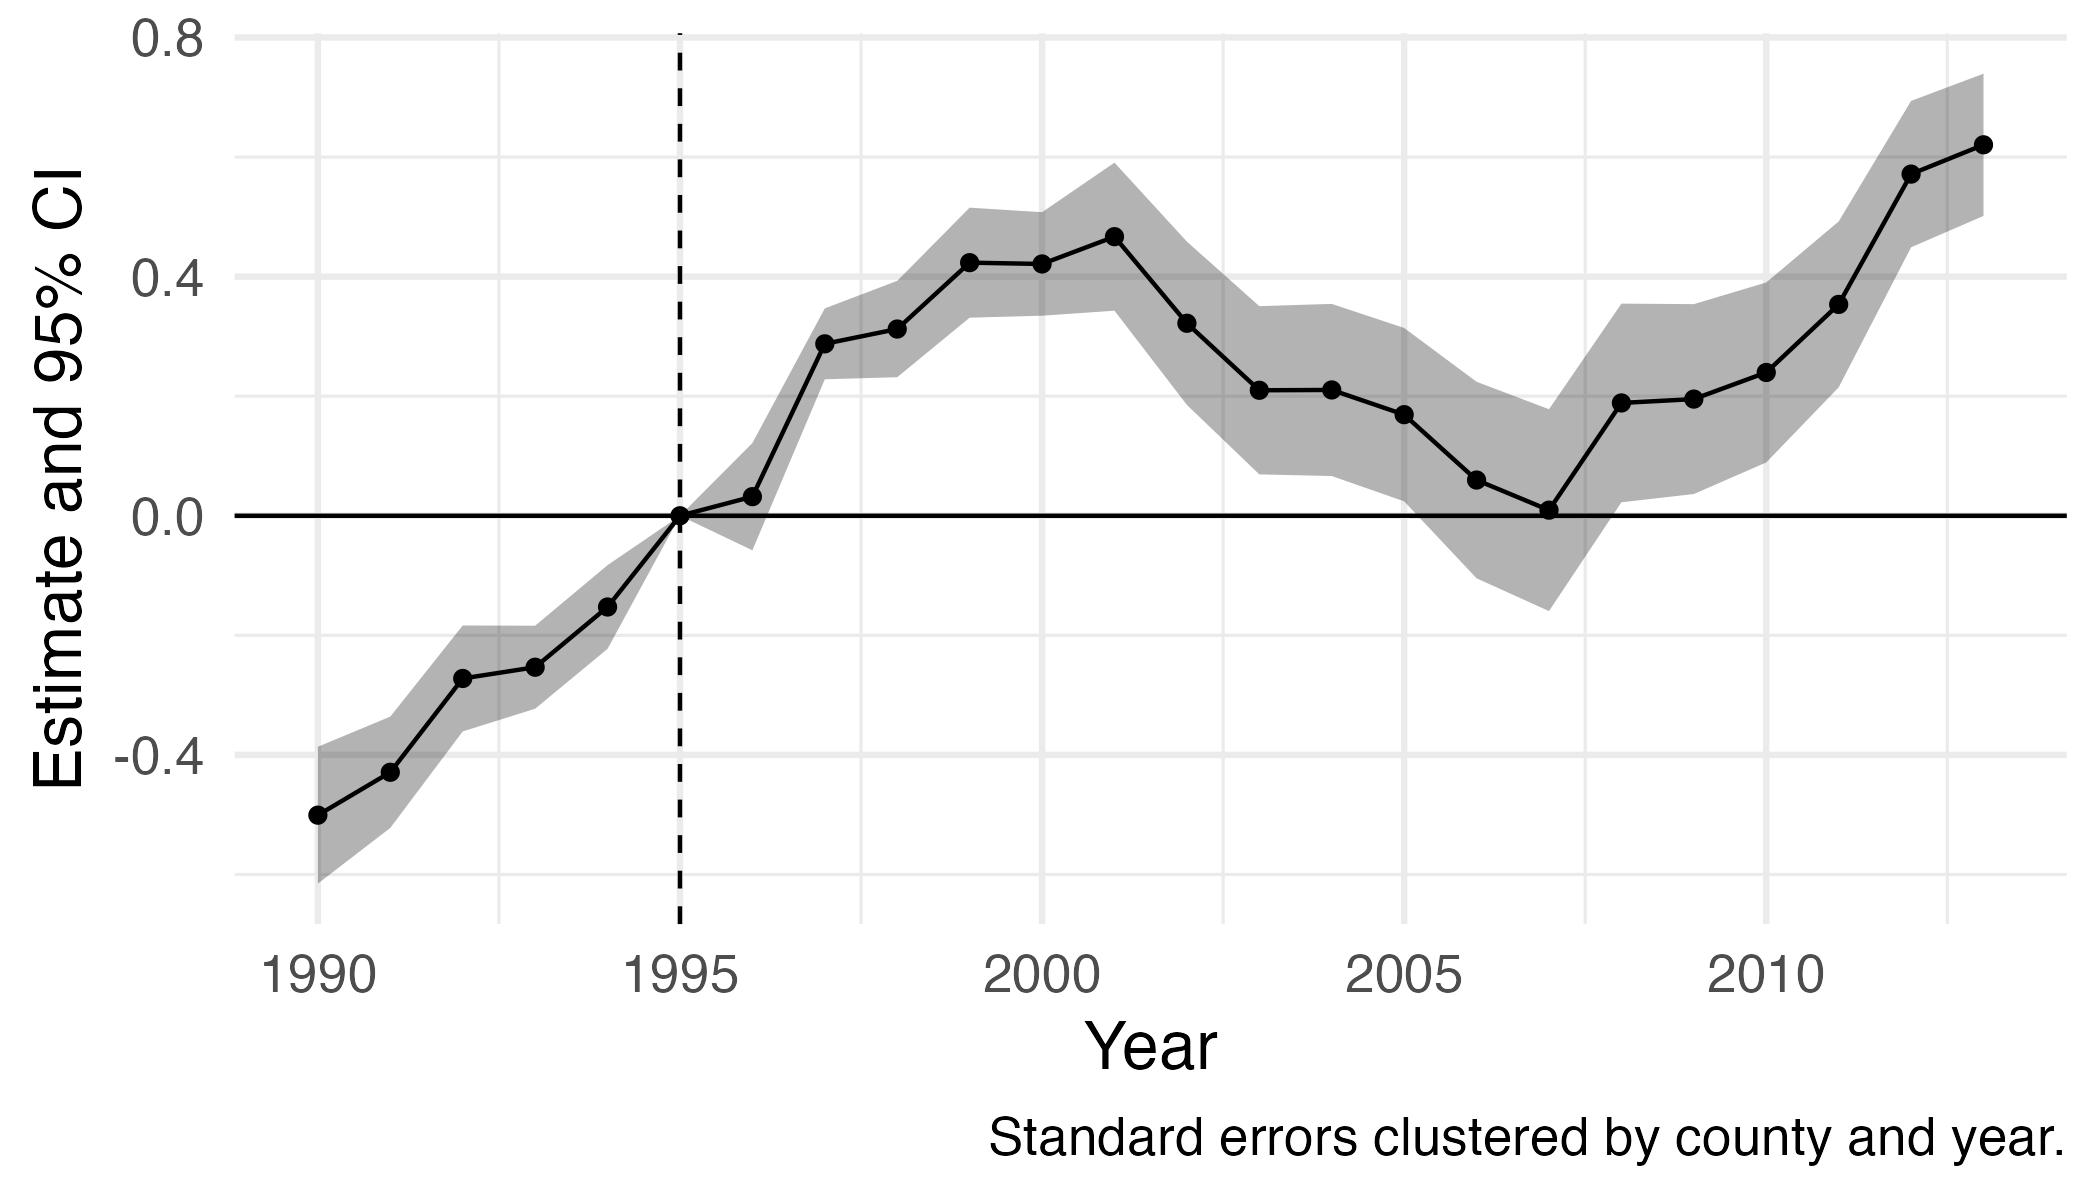 Estimate and 95% CI
0.8
0.4
0.0
-0.4
1990 1995 2000 2005 2010
Year
Standard errors clustered by county and year.